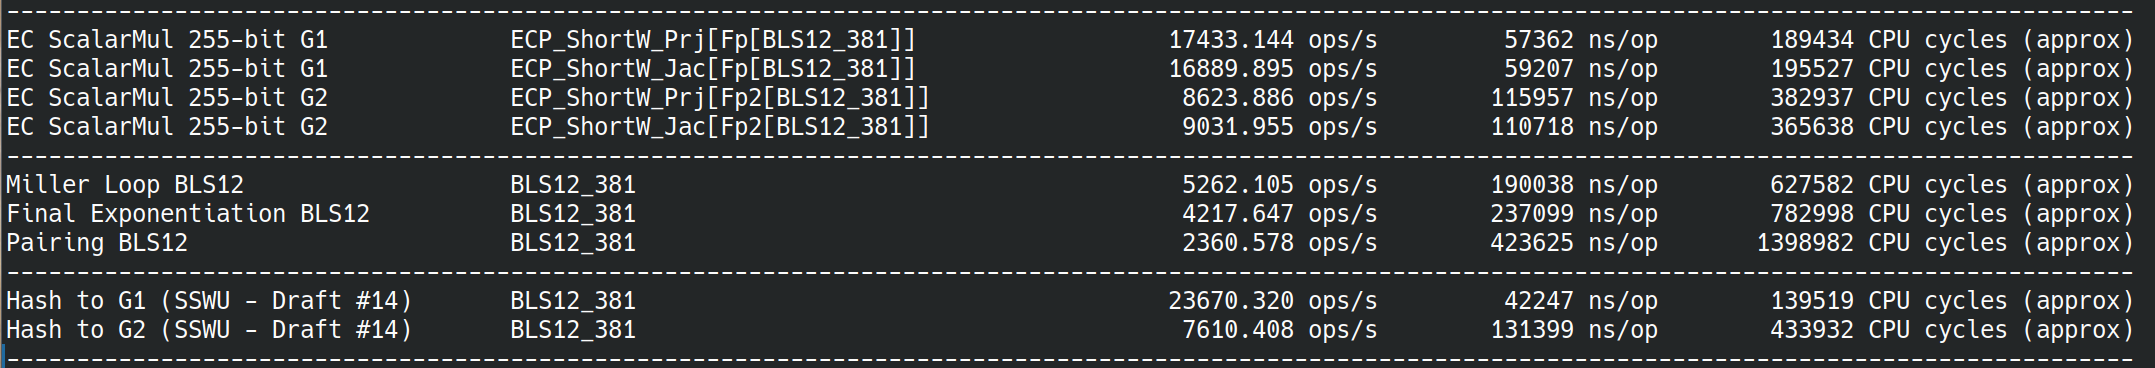 --------------------------------------------------------------------------------------------------------------------------------------------------------
EC ScalarMul 255-bit G1             ECP_ShortW_Prj[Fp[BLS12_381]]                  17433.144 ops/s         57362 ns/op        189434 CPU cycles (approx)
EC ScalarMul 255-bit G1             ECP_ShortW_Jac[Fp[BLS12_381]]                  16889.895 ops/s         59207 ns/op        195527 CPU cycles (approx)
EC ScalarMul 255-bit G2             ECP_ShortW_Prj[Fp2[BLS12_381]]                  8623.886 ops/s        115957 ns/op        382937 CPU cycles (approx)
EC ScalarMul 255-bit G2             ECP_ShortW_Jac[Fp2[BLS12_381]]                  9031.955 ops/s        110718 ns/op        365638 CPU cycles (approx)
--------------------------------------------------------------------------------------------------------------------------------------------------------
Miller Loop BLS12                   BLS12_381                                       5262.105 ops/s        190038 ns/op        627582 CPU cycles (approx)
Final Exponentiation BLS12          BLS12_381                                       4217.647 ops/s        237099 ns/op        782998 CPU cycles (approx)
Pairing BLS12                       BLS12_381                                       2360.578 ops/s        423625 ns/op       1398982 CPU cycles (approx)
--------------------------------------------------------------------------------------------------------------------------------------------------------
Hash to G1 (SSWU - Draft #14)       BLS12_381                                      23670.320 ops/s         42247 ns/op        139519 CPU cycles (approx)
Hash to G2 (SSWU - Draft #14)       BLS12_381                                       7610.408 ops/s        131399 ns/op        433932 CPU cycles (approx)
--------------------------------------------------------------------------------------------------------------------------------------------------------